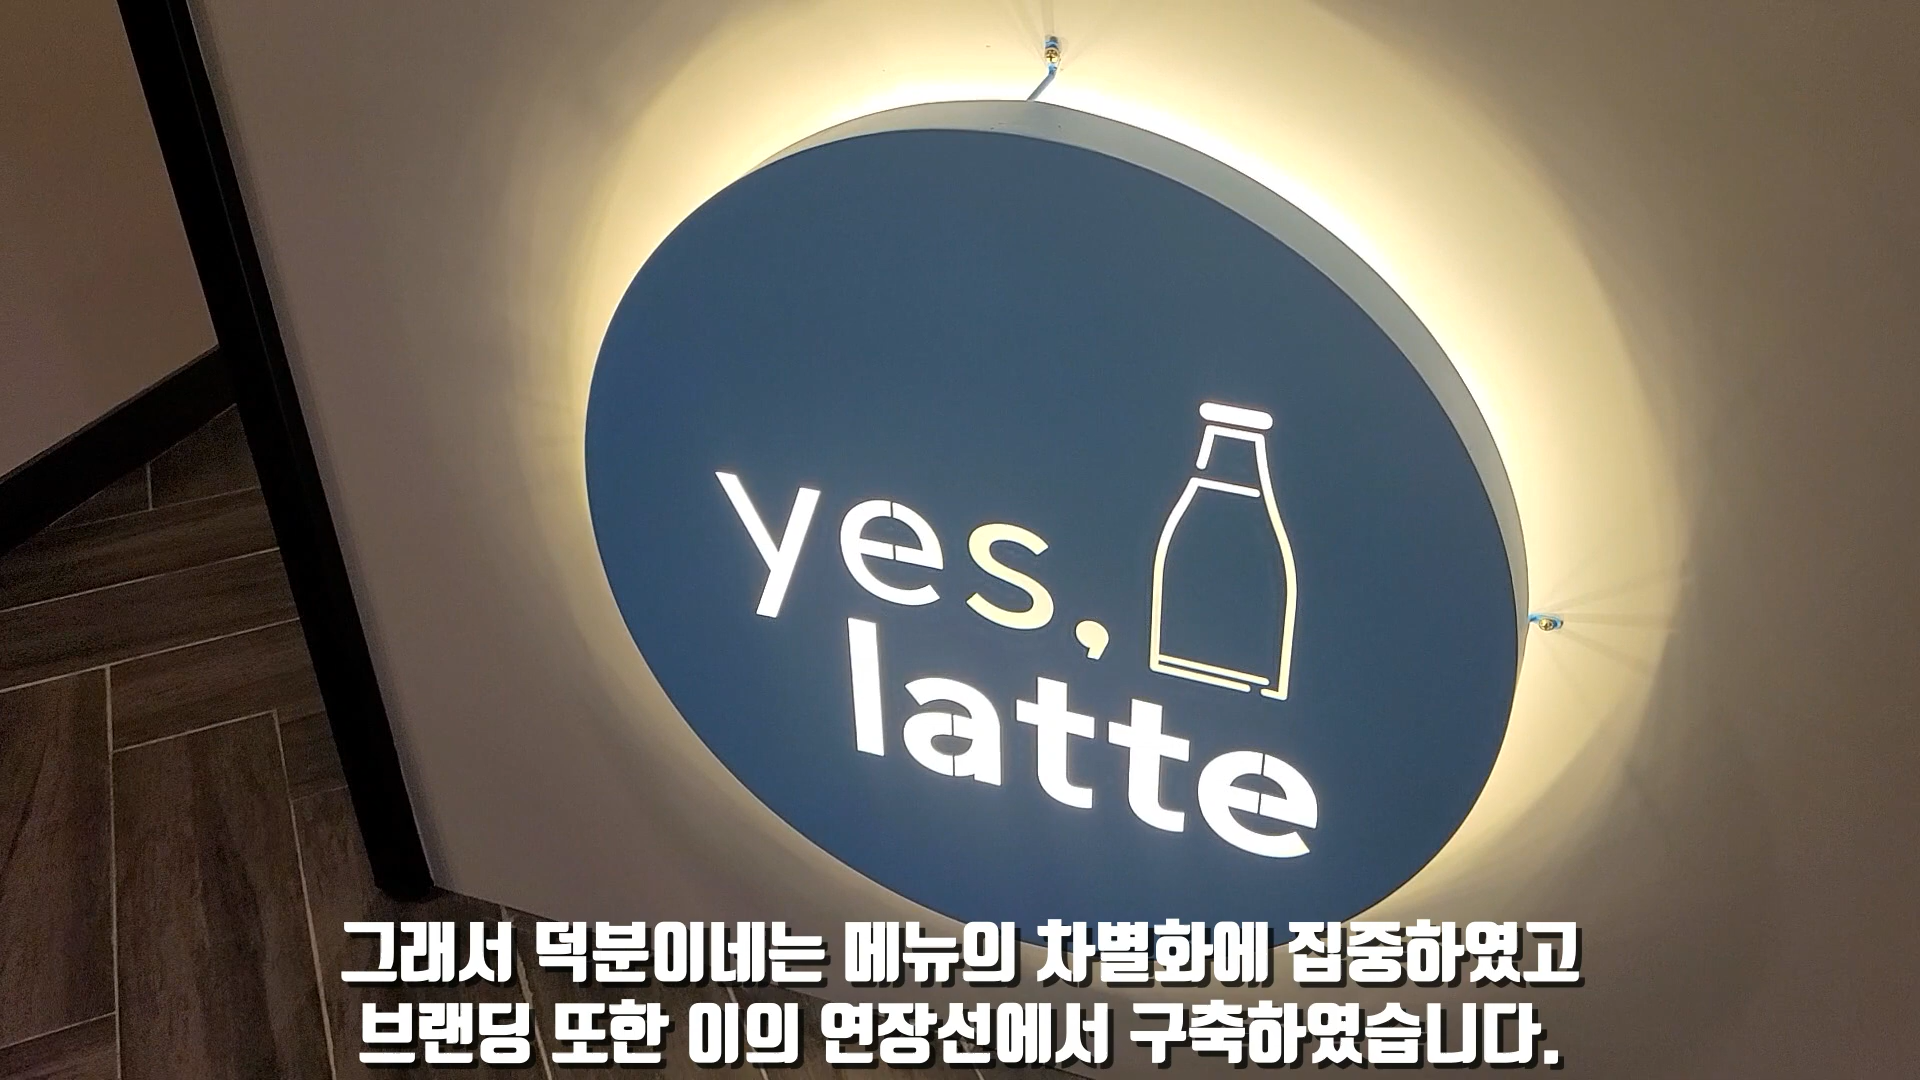 yes,
latte
그래서 덕분이네는 메뉴의 차별화에 집중하였고
브랜딩 또한 이의 연장선에서 구축하였습니다.